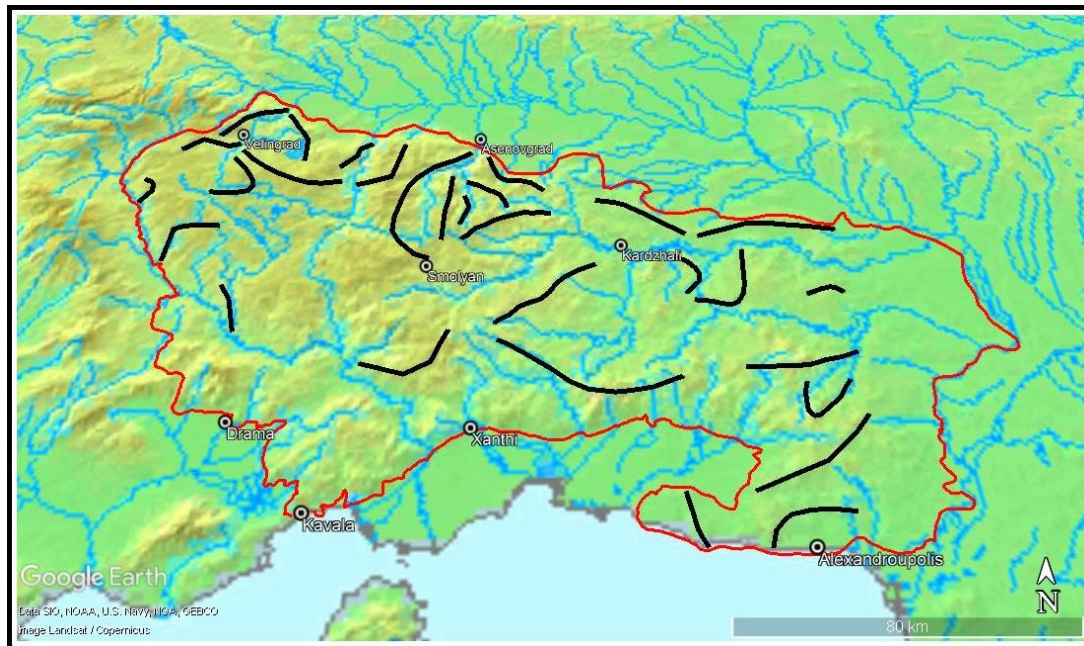 Velingrad
Asenovgrad
Kardzhali
Smolyan
Drama
Xanthi
Kavala
Alexandroupolis
Google Earth
Data SIO, NOAA, U.S. Navy, NGA, GEBCO
Image Landsat / Copernicus
N
80 km